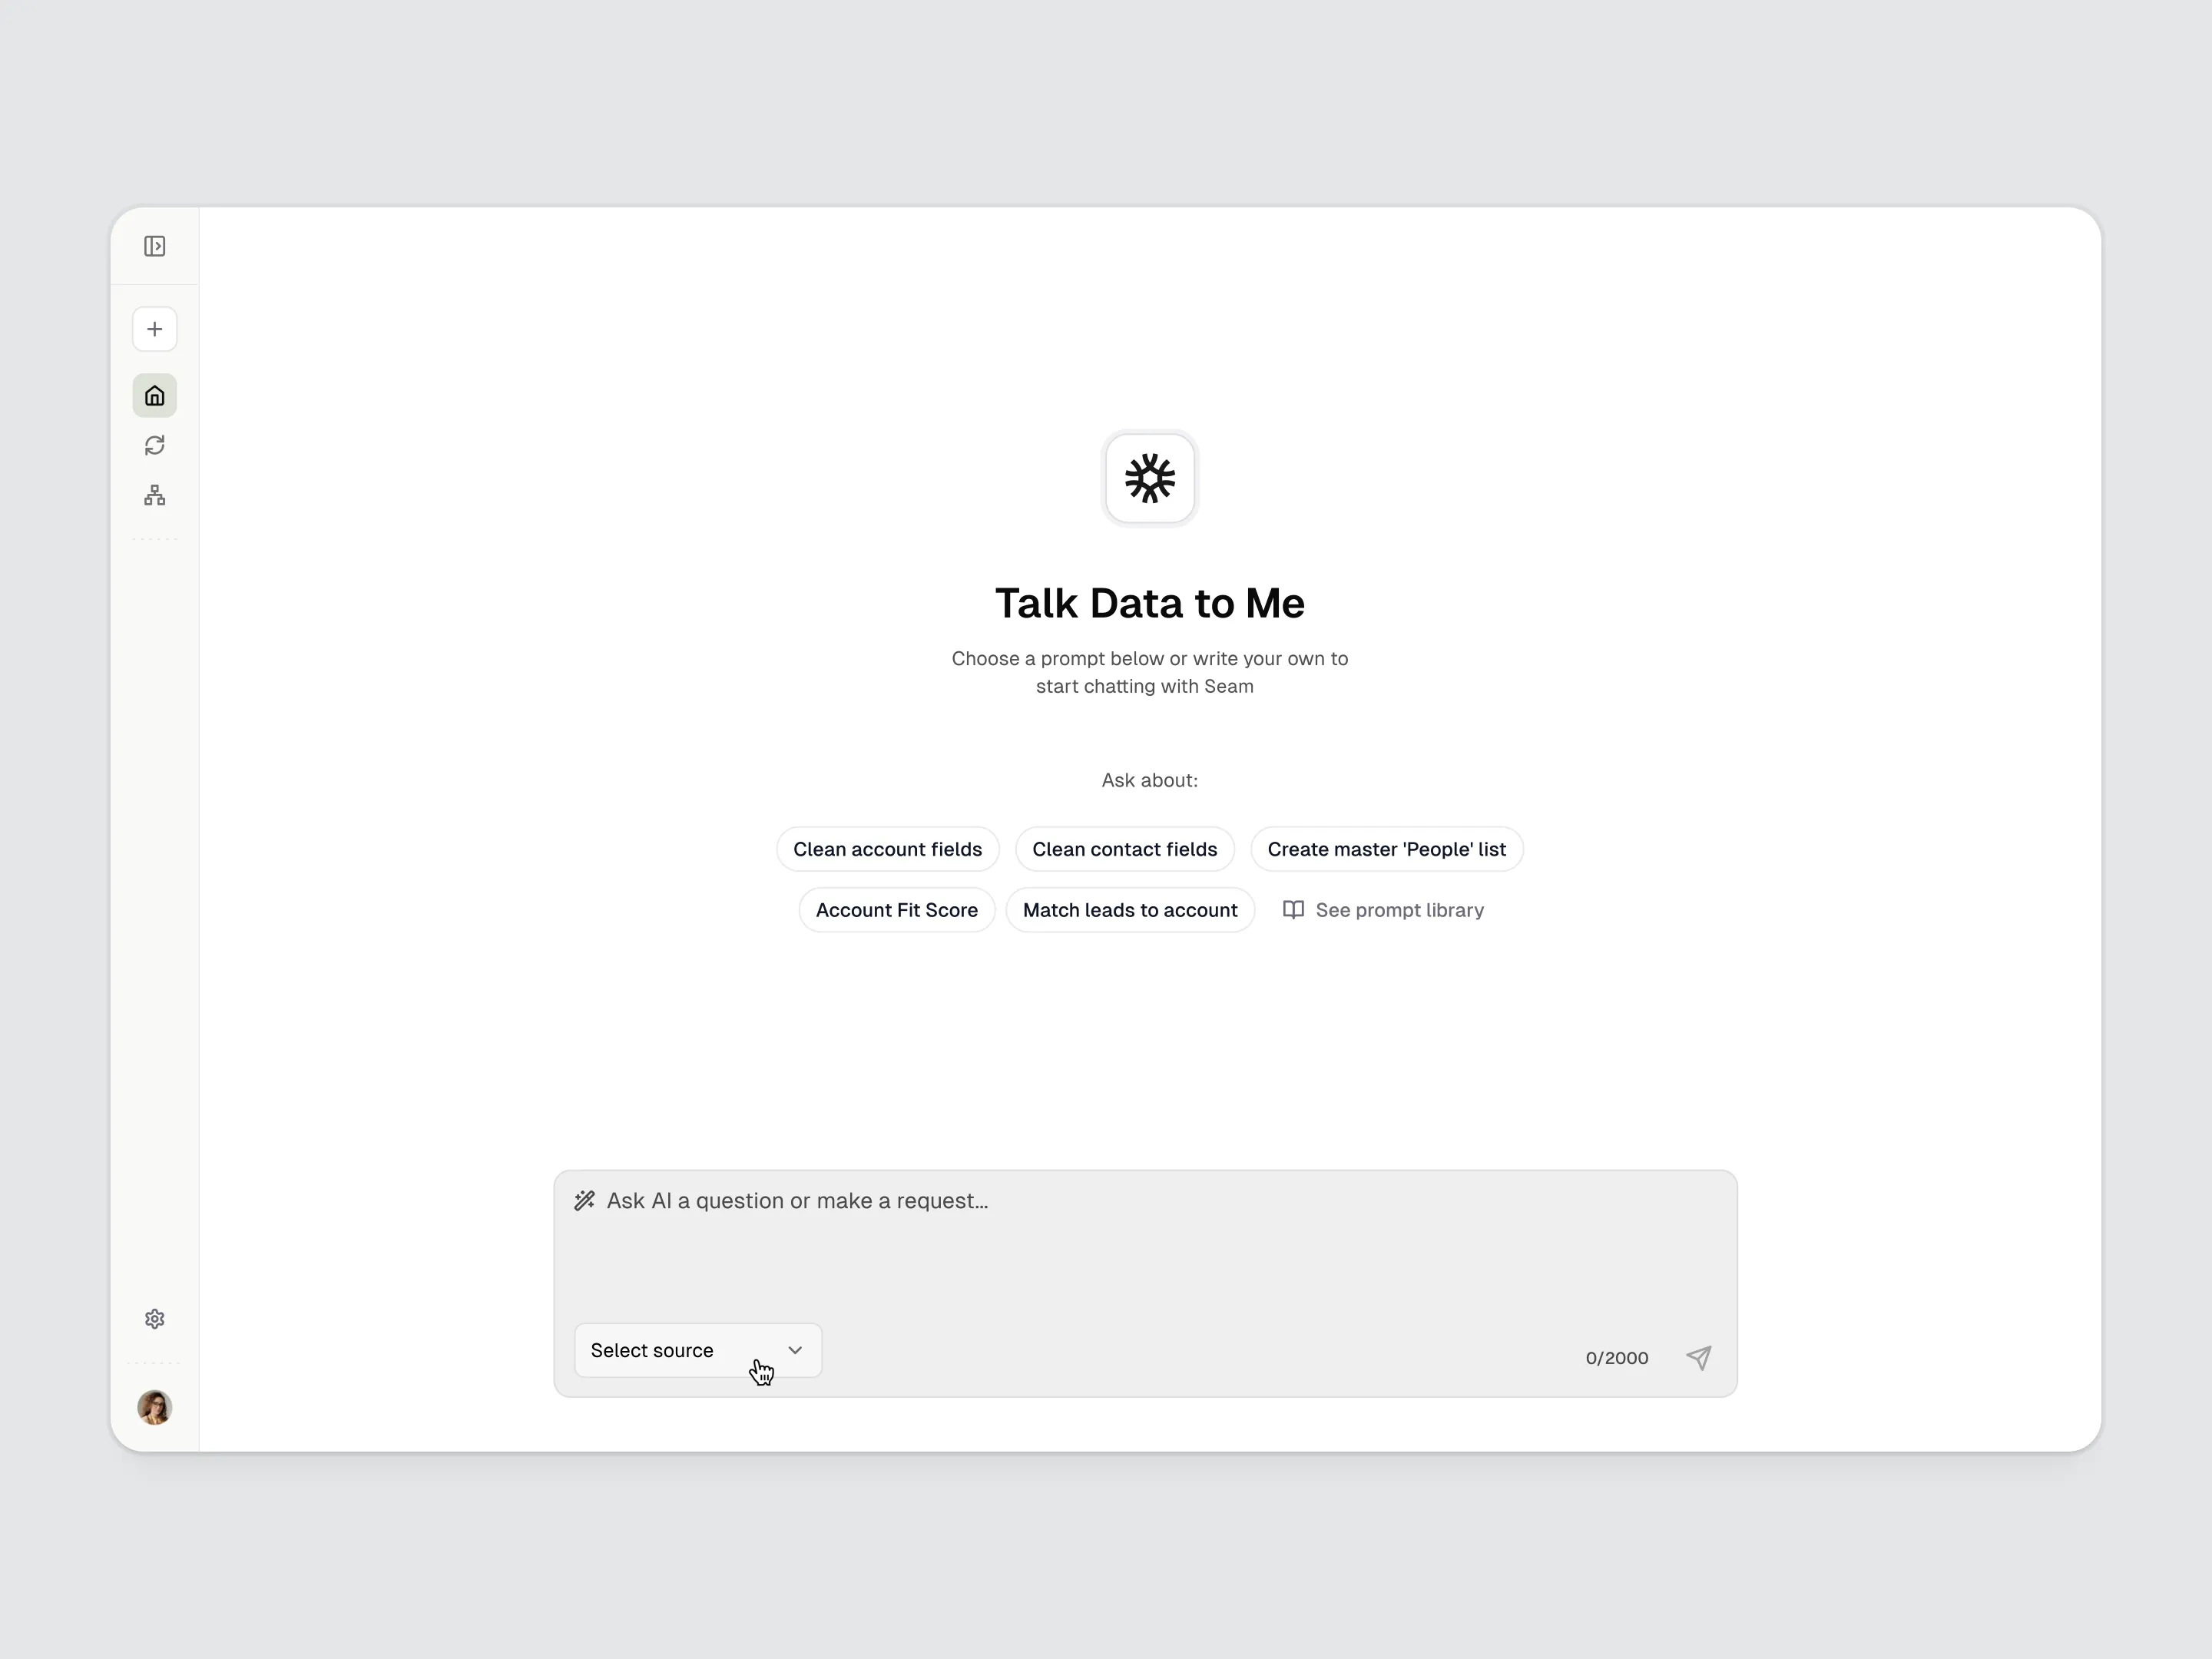 Talk Data to Me
Choose a prompt below or write your own to
start chatting with Seam
Ask about:
Clean account fields
Clean contact fields
Create master 'People' list
Account Fit Score
Match leads to account
See prompt library
Ask AI a question or make a request...
Select source
0/2000